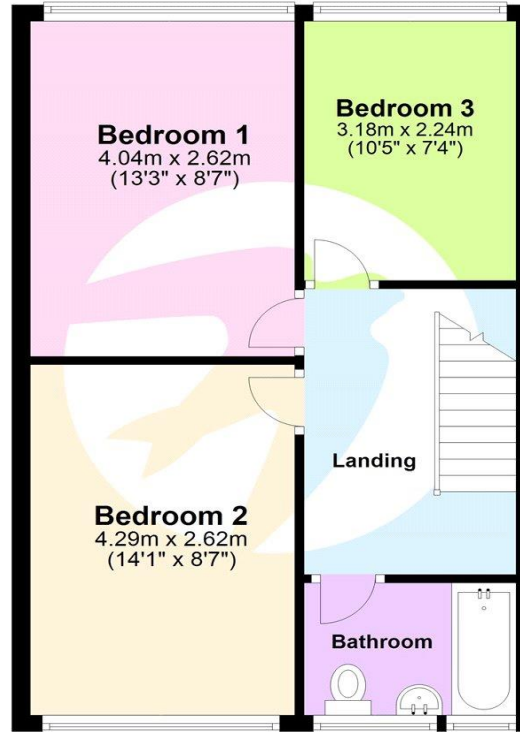 Bedroom 1
4.04m x 2.62m
(13'3" x 8'7")
Bedroom 3
3.18m x 2.24m
(10'5" x 7'4")
Landing
Bedroom 2
4.29m x 2.62m
(14'1" x 8'7")
Bathroom